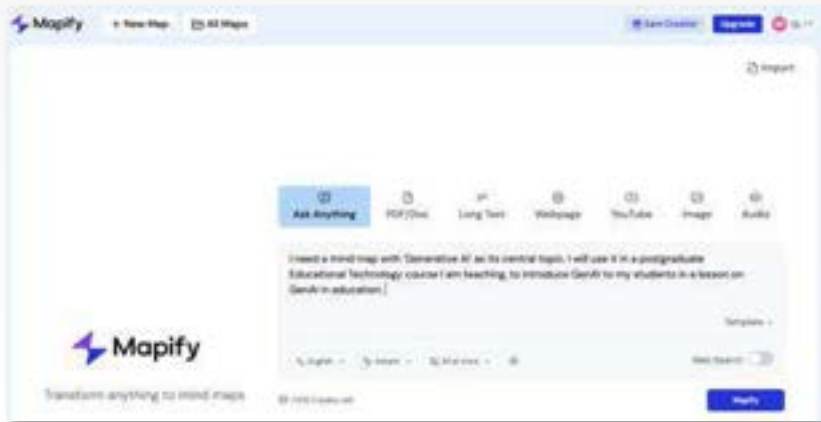 Mapify + New Map All Maps Earn Credits Upgrade
Import
Ask Anything PDF/Doc Long Text Webpage YouTube Image Audio
I need a mind map with 'Generative AI' as its central topic. I will use it in a postgraduate
Educational Technology course I am teaching, to introduce GenAI to my students in a lesson on
GenAI in education.
Template
Mapify
English Web Search
Transform anything to mind maps
Mapify